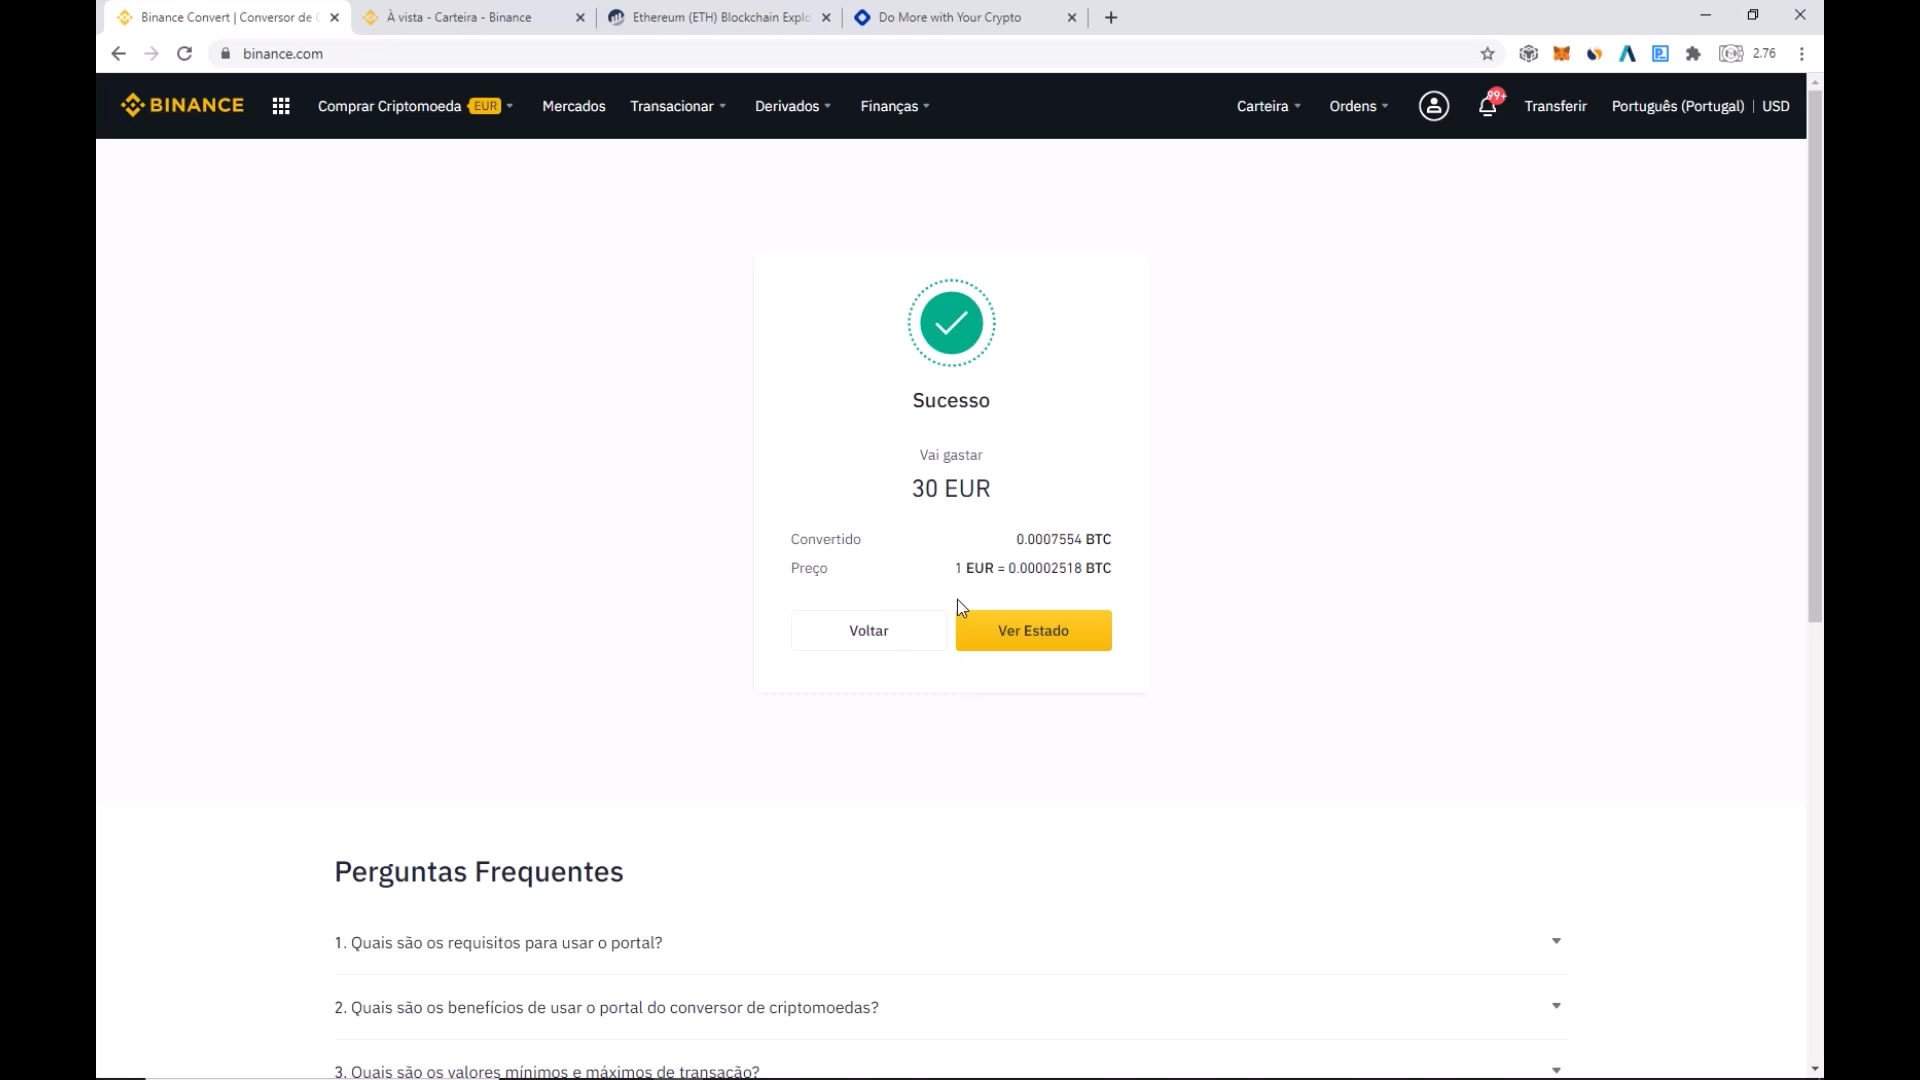 Binance Convert | Conversor de
À vista - Carteira - Binance
Ethereum (ETH) Blockchain Explo
Do More with Your Crypto
binance.com
2.76
BINANCE
Comprar Criptomoeda EUR
Mercados
Transacionar
Derivados
Finanças
Carteira
Ordens
99+
Transferir
Português (Portugal) | USD
Sucesso
Vai gastar
30 EUR
Convertido 0.0007554 BTC
Preço 1 EUR = 0.00002518 BTC
Voltar
Ver Estado
Perguntas Frequentes
1. Quais são os requisitos para usar o portal?
2. Quais são os benefícios de usar o portal do conversor de criptomoedas?
3. Quais são os valores mínimos e máximos de transação?